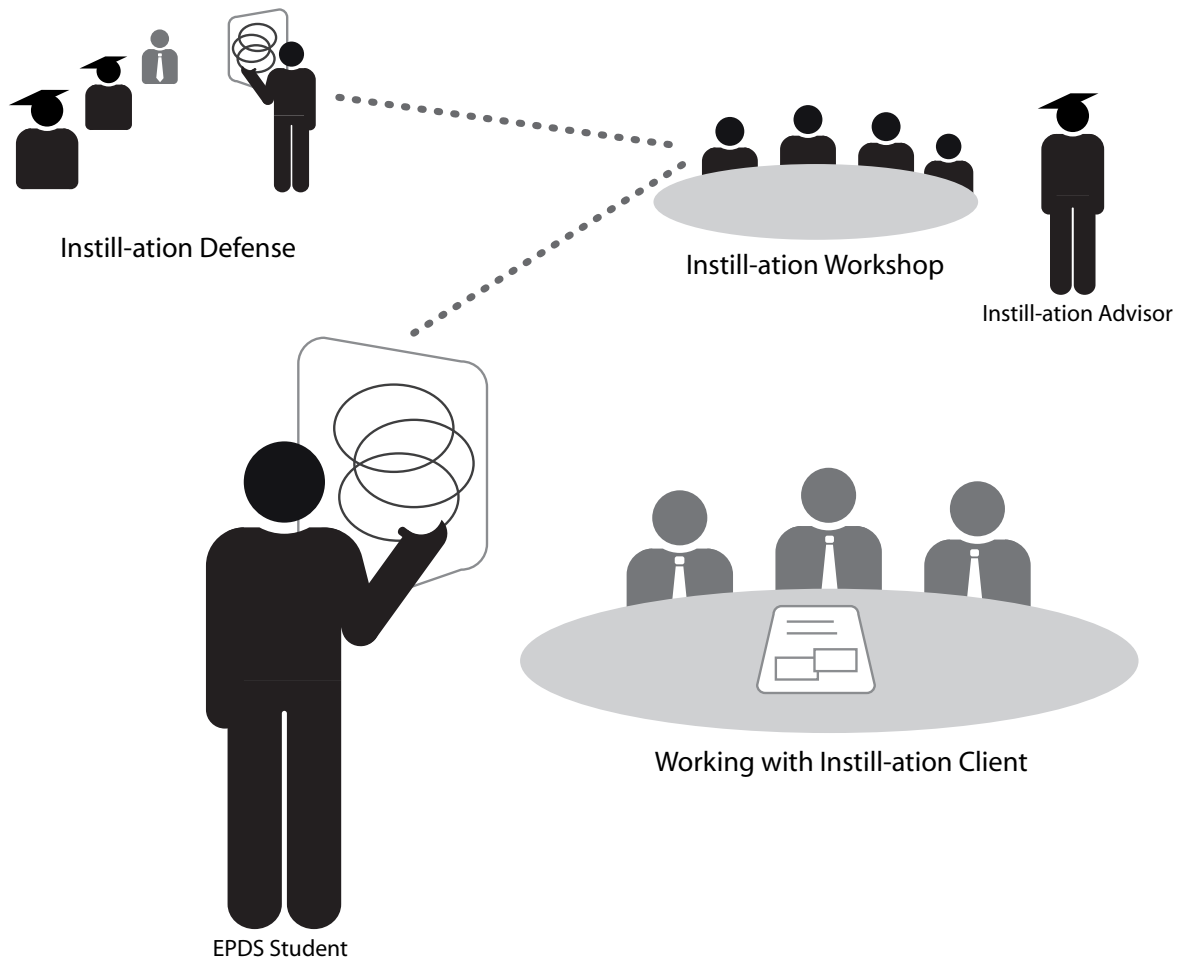 Instill-ation Defense
Instill-ation Workshop
Instill-ation Advisor
Working with Instill-ation Client
EPDS Student